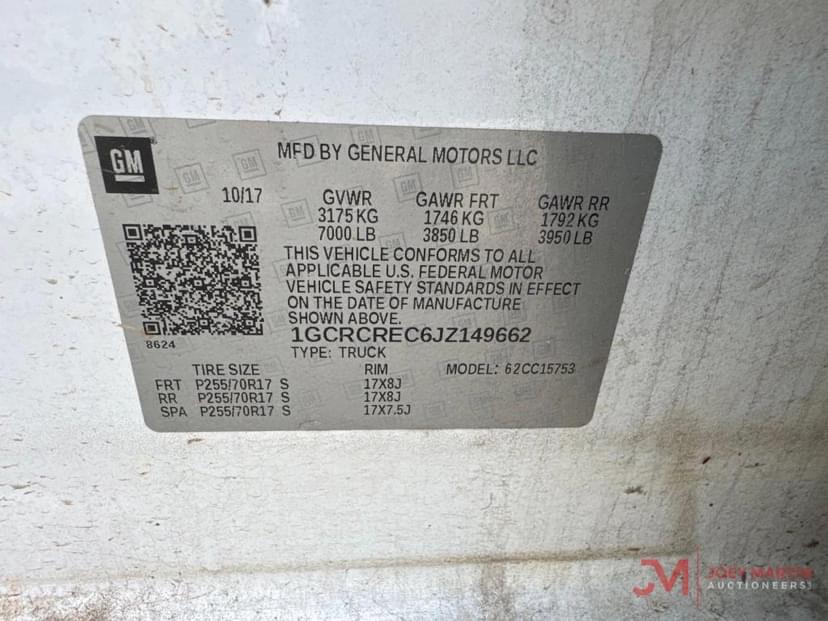 GM
MFD BY GENERAL MOTORS LLC
10/17 GVWR GAWR FRT GAWR RR
3175 KG 1746 KG 1792 KG
7000 LB 3850 LB 3950 LB
THIS VEHICLE CONFORMS TO ALL
APPLICABLE U.S. FEDERAL MOTOR
VEHICLE SAFETY STANDARDS IN EFFECT
ON THE DATE OF MANUFACTURE
SHOWN ABOVE.
8624 1GCRCREC6JZ149662
TYPE: TRUCK
TIRE SIZE RIM MODEL: 62CC15753
FRT P255/70R17 S 17X8J
RR P255/70R17 S 17X8J
SPA P255/70R17 S 17X7.5J
JM JOEY MARTIN
AUCTIONEERS!